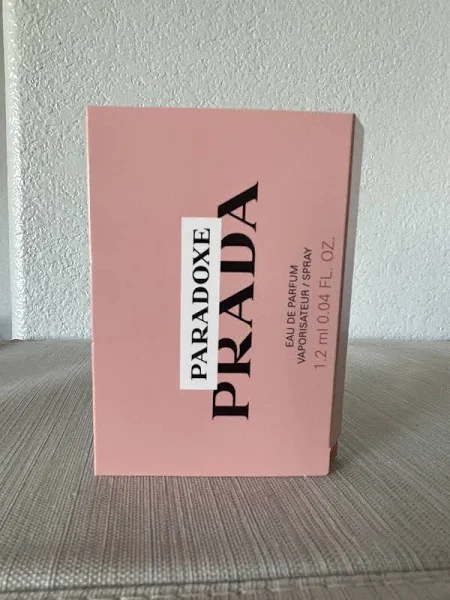 PARADOXE
PRADA
EAU DE PARFUM
VAPORISATEUR / SPRAY
1.2 ml 0.04 FL. OZ.